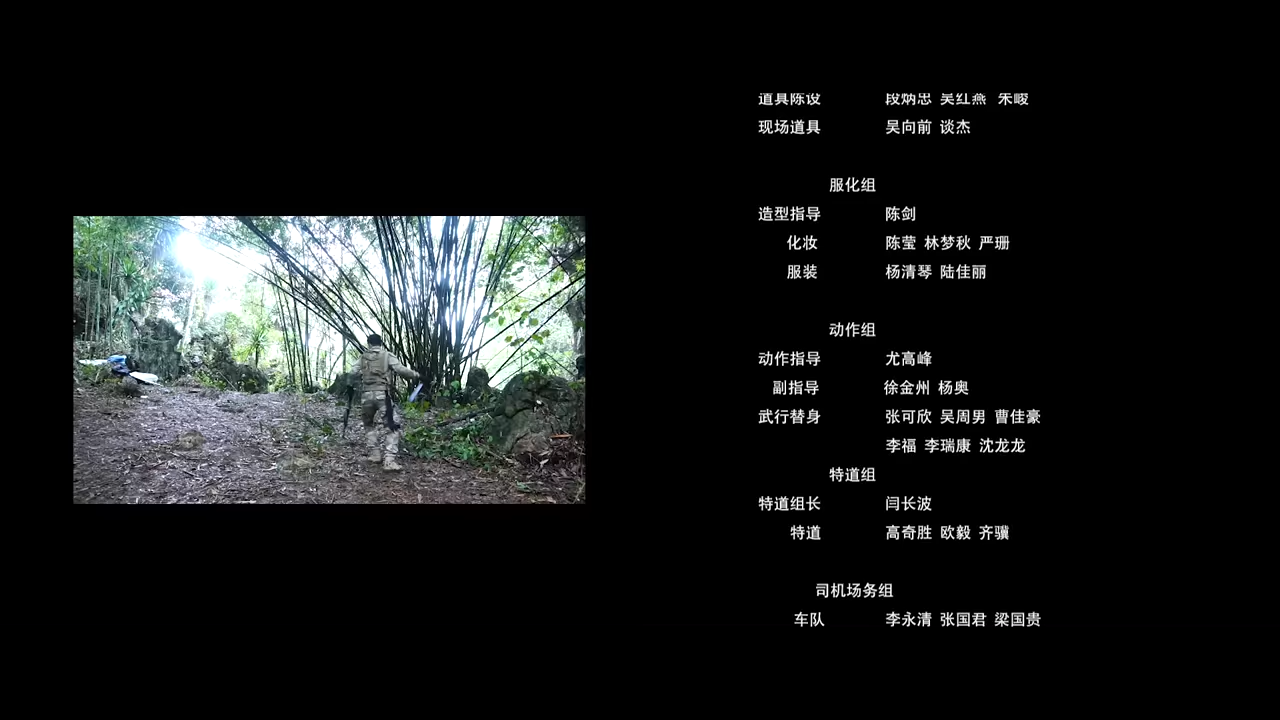 道具陈设 段炳忠 吴红燕 朱峻
现场道具 吴向前 谈杰
服化组
造型指导 陈剑
化妆 陈莹 林梦秋 严珊
服装 杨清琴 陆佳丽
动作组
动作指导 尤高峰
副指导 徐金州 杨奥
武行替身 张可欣 吴周男 曹佳豪
李福 李瑞康 沈龙龙
特道组
特道组长 闫长波
特道 高奇胜 欧毅 齐骥
司机场务组
车队 李永清 张国君 梁国贵